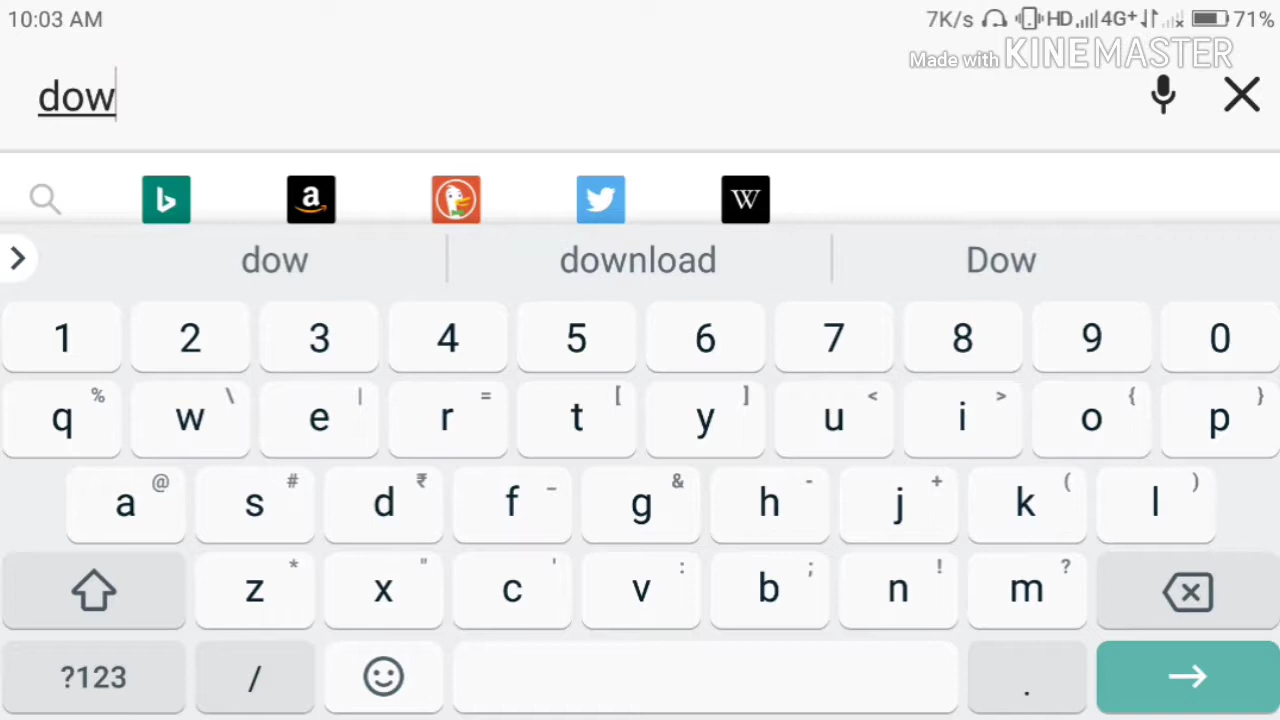 10:03 AM 7K/s HD 4G+ 71%
Made with KINEMASTER
dow
b a W
dow download Dow
1 2 3 4 5 6 7 8 9 0
% \ | = [ ] < > { }
q w e r t y u i o p
@ # ₹ _ & - + ( )
a s d f g h j k l
* " ' : ; ! ?
z x c v b n m
?123 / .